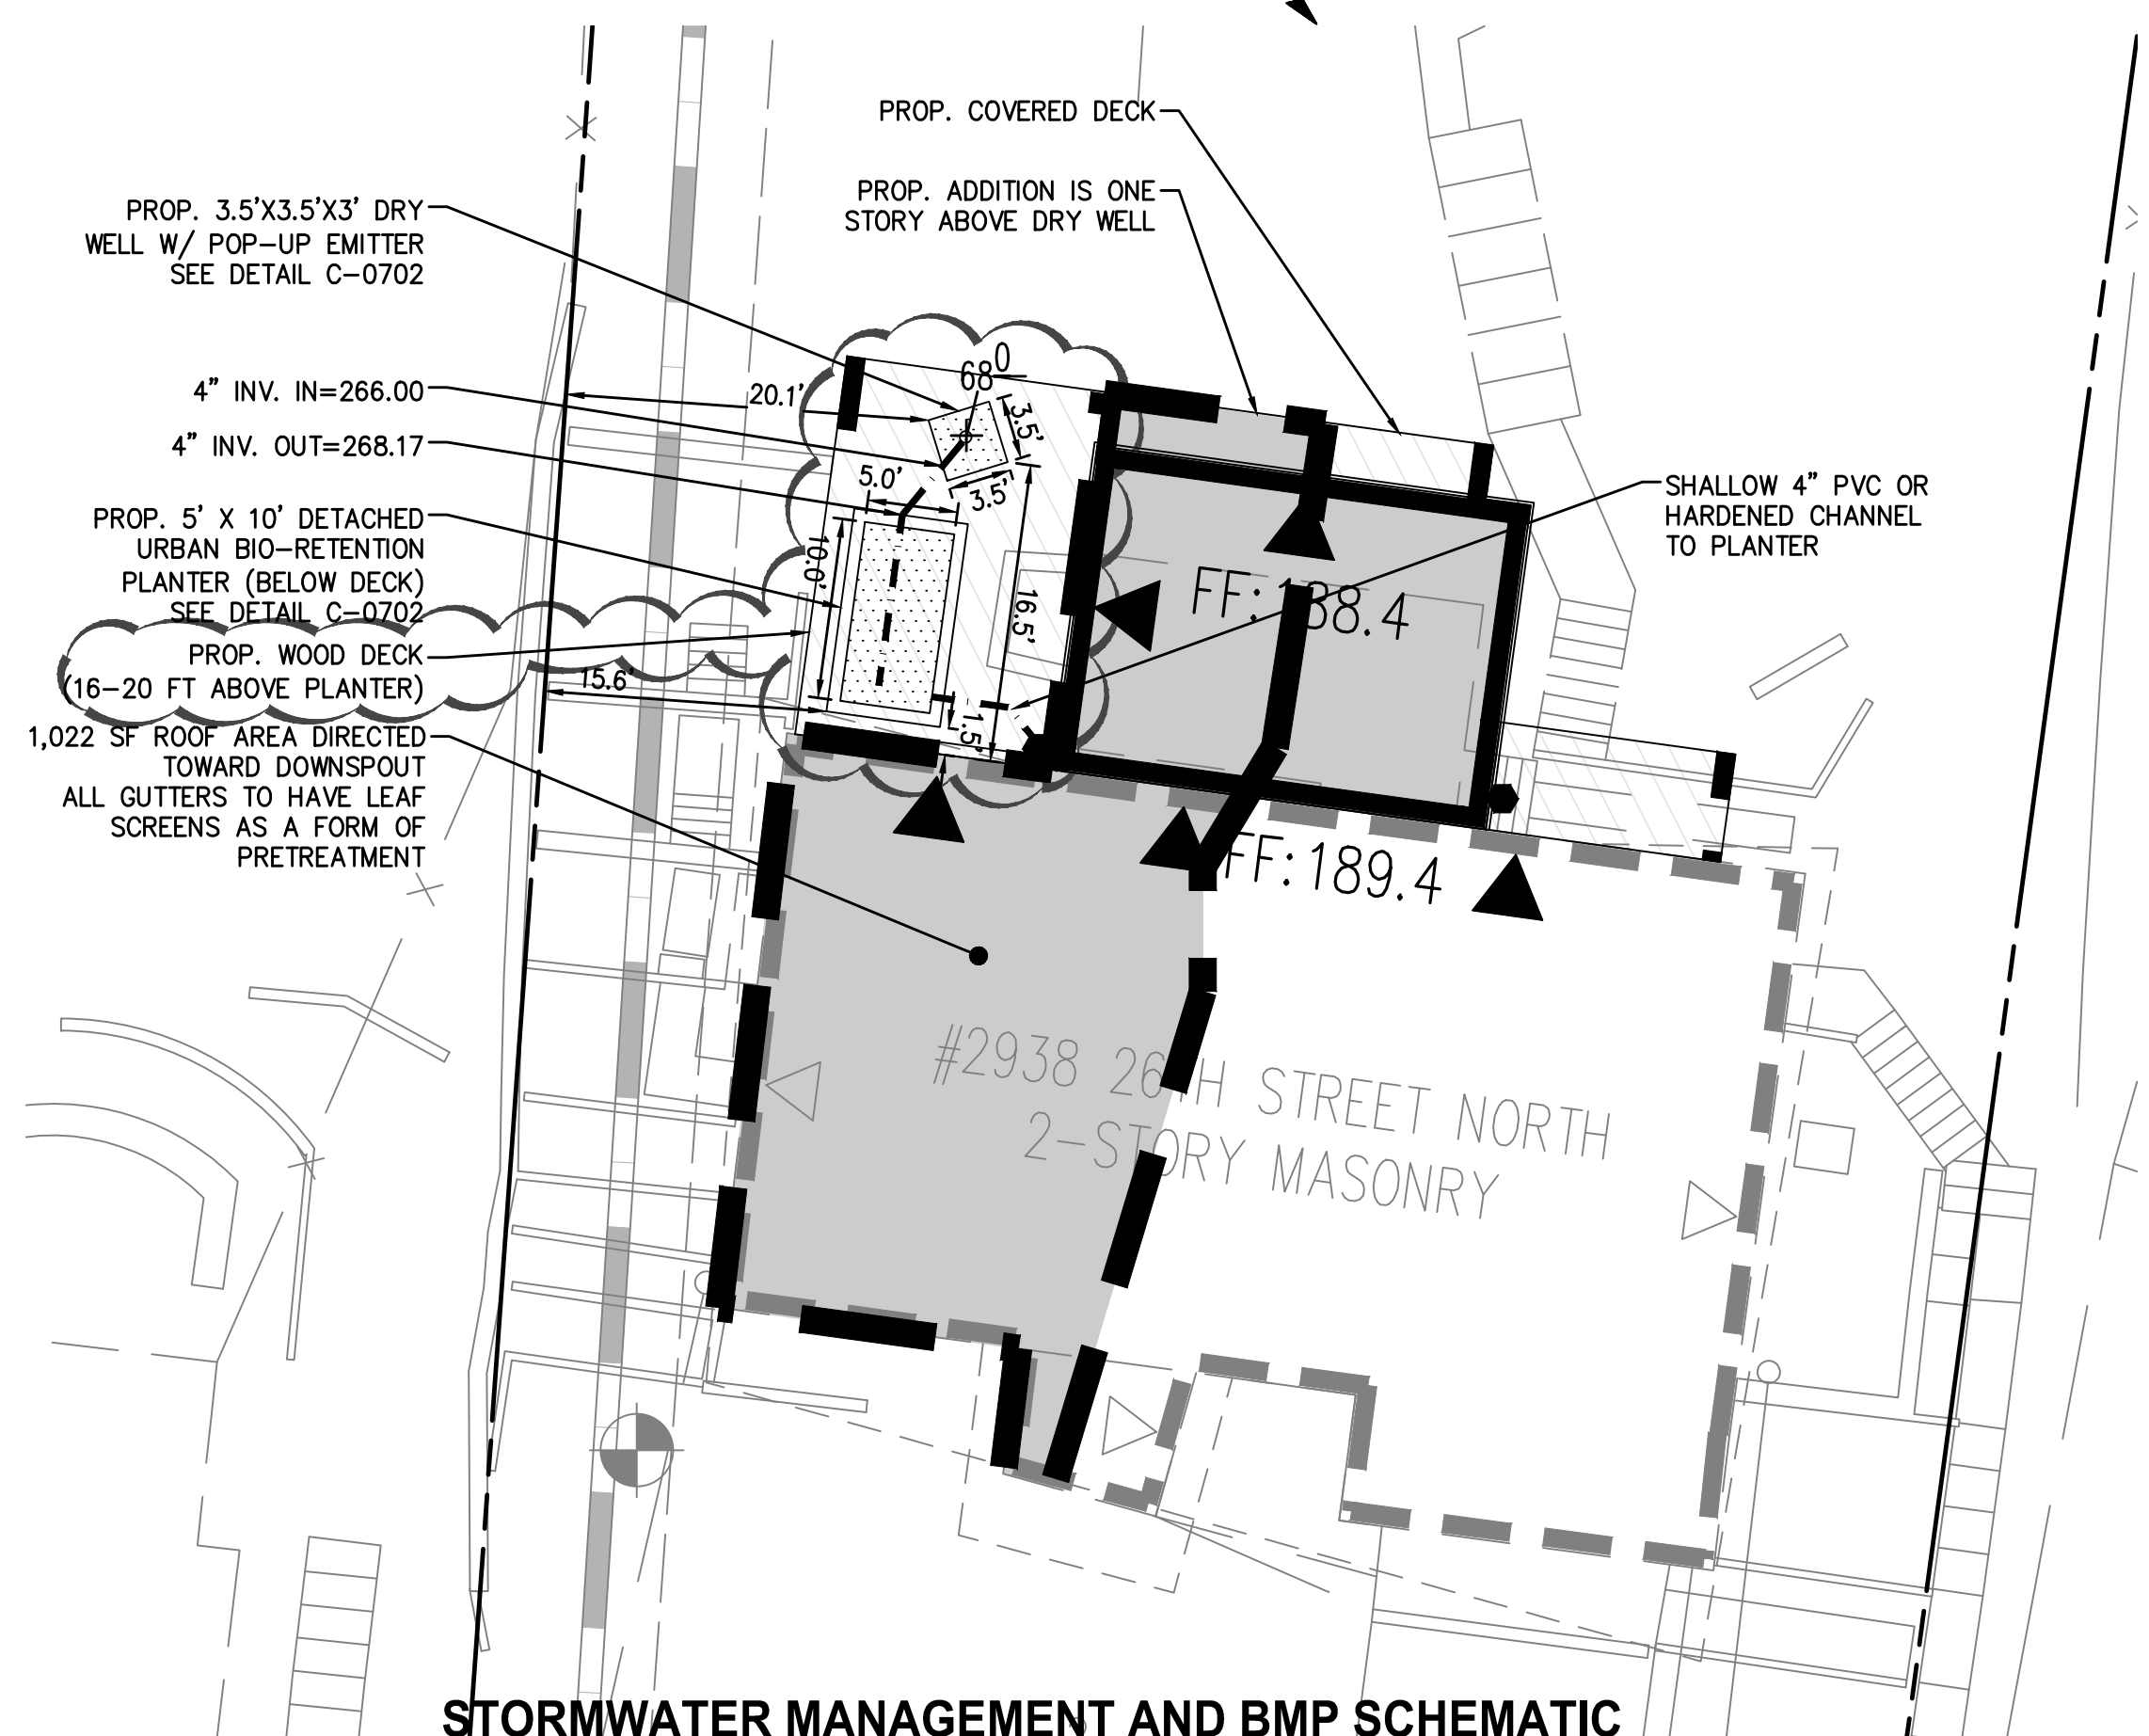 PROP. COVERED DECK
PROP. ADDITION IS ONE
STORY ABOVE DRY WELL
PROP. 3.5'X3.5'X3' DRY
WELL W/ POP-UP EMITTER
SEE DETAIL C-0702
4" INV. IN=266.00
4" INV. OUT=268.17
PROP. 5' X 10' DETACHED
URBAN BIO-RETENTION
PLANTER (BELOW DECK)
SEE DETAIL C-0702
PROP. WOOD DECK
(16-20 FT ABOVE PLANTER)
1,022 SF ROOF AREA DIRECTED
TOWARD DOWNSPOUT
ALL GUTTERS TO HAVE LEAF
SCREENS AS A FORM OF
PRETREATMENT
20.1'
68
0
3.5'
3.5'
5.0'
10.0'
16.5'
15.6'
1.5'
SHALLOW 4" PVC OR
HARDENED CHANNEL
TO PLANTER
FF:188.4
FF:189.4
#2938 26TH STREET NORTH
2-STORY MASONRY
STORMWATER MANAGEMENT AND BMP SCHEMATIC